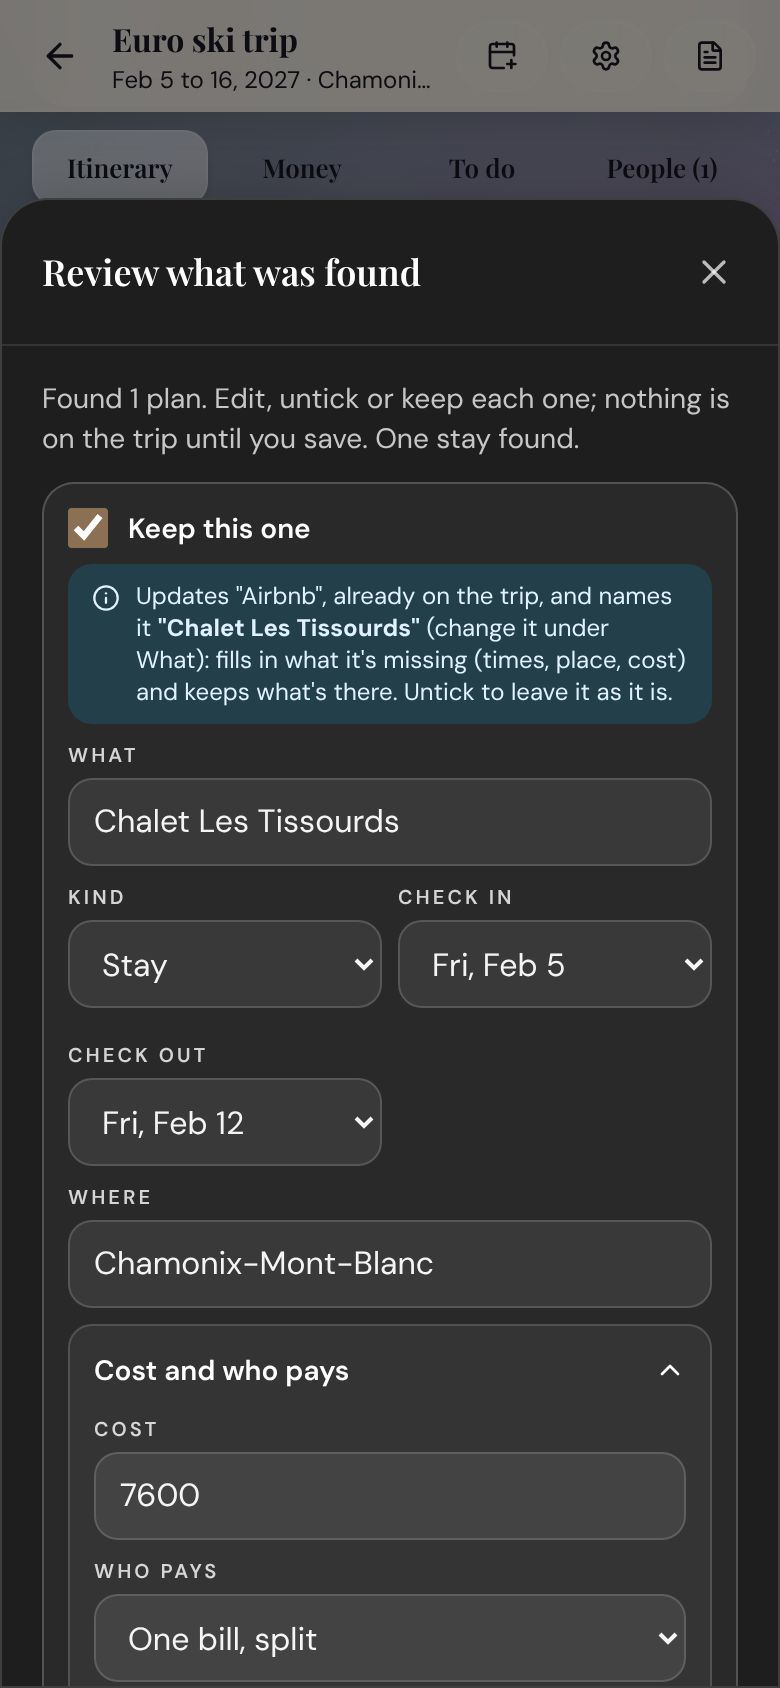 Euro ski trip
Feb 5 to 16, 2027 · Chamoni...
Itinerary
Money
To do
People (1)
Review what was found
Found 1 plan. Edit, untick or keep each one; nothing is
on the trip until you save. One stay found.
Keep this one
Updates "Airbnb", already on the trip, and names
it "Chalet Les Tissourds" (change it under
What): fills in what it's missing (times, place, cost)
and keeps what's there. Untick to leave it as it is.
WHAT
Chalet Les Tissourds
KIND
CHECK IN
Stay
Fri, Feb 5
CHECK OUT
Fri, Feb 12
WHERE
Chamonix-Mont-Blanc
Cost and who pays
COST
7600
WHO PAYS
One bill, split